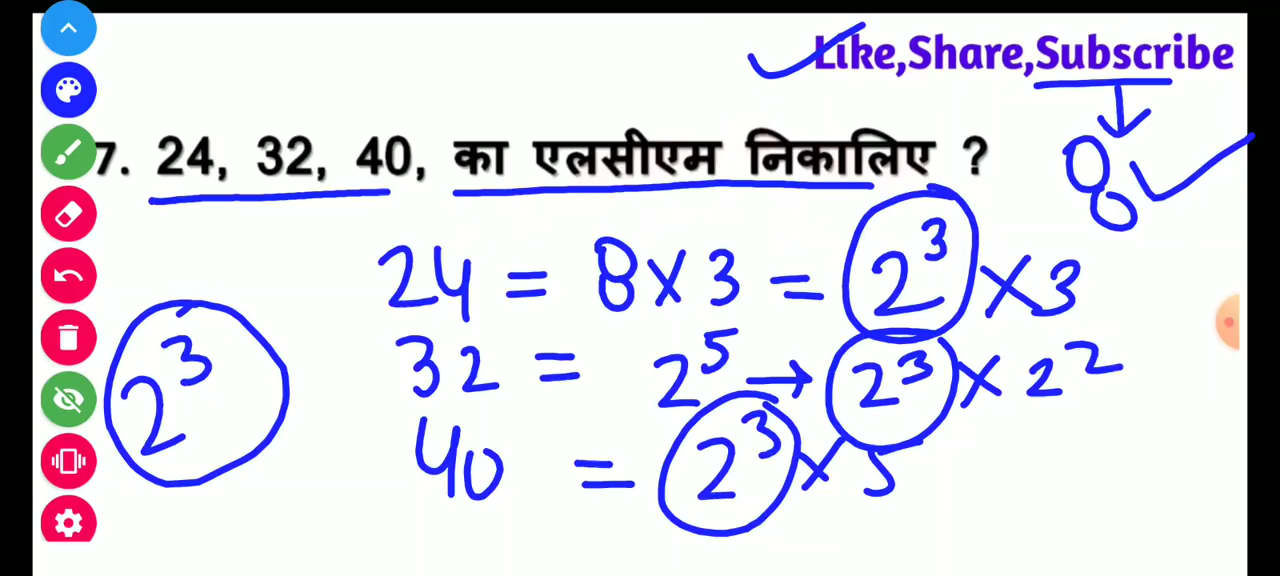 Like,Share,Subscribe
8
7. 24, 32, 40, का एलसीएम निकालिए ?
24 = 8 × 3 = 2³ × 3
32 = 2⁵ → 2³ × 2²
40 = 2³ × 5
2³